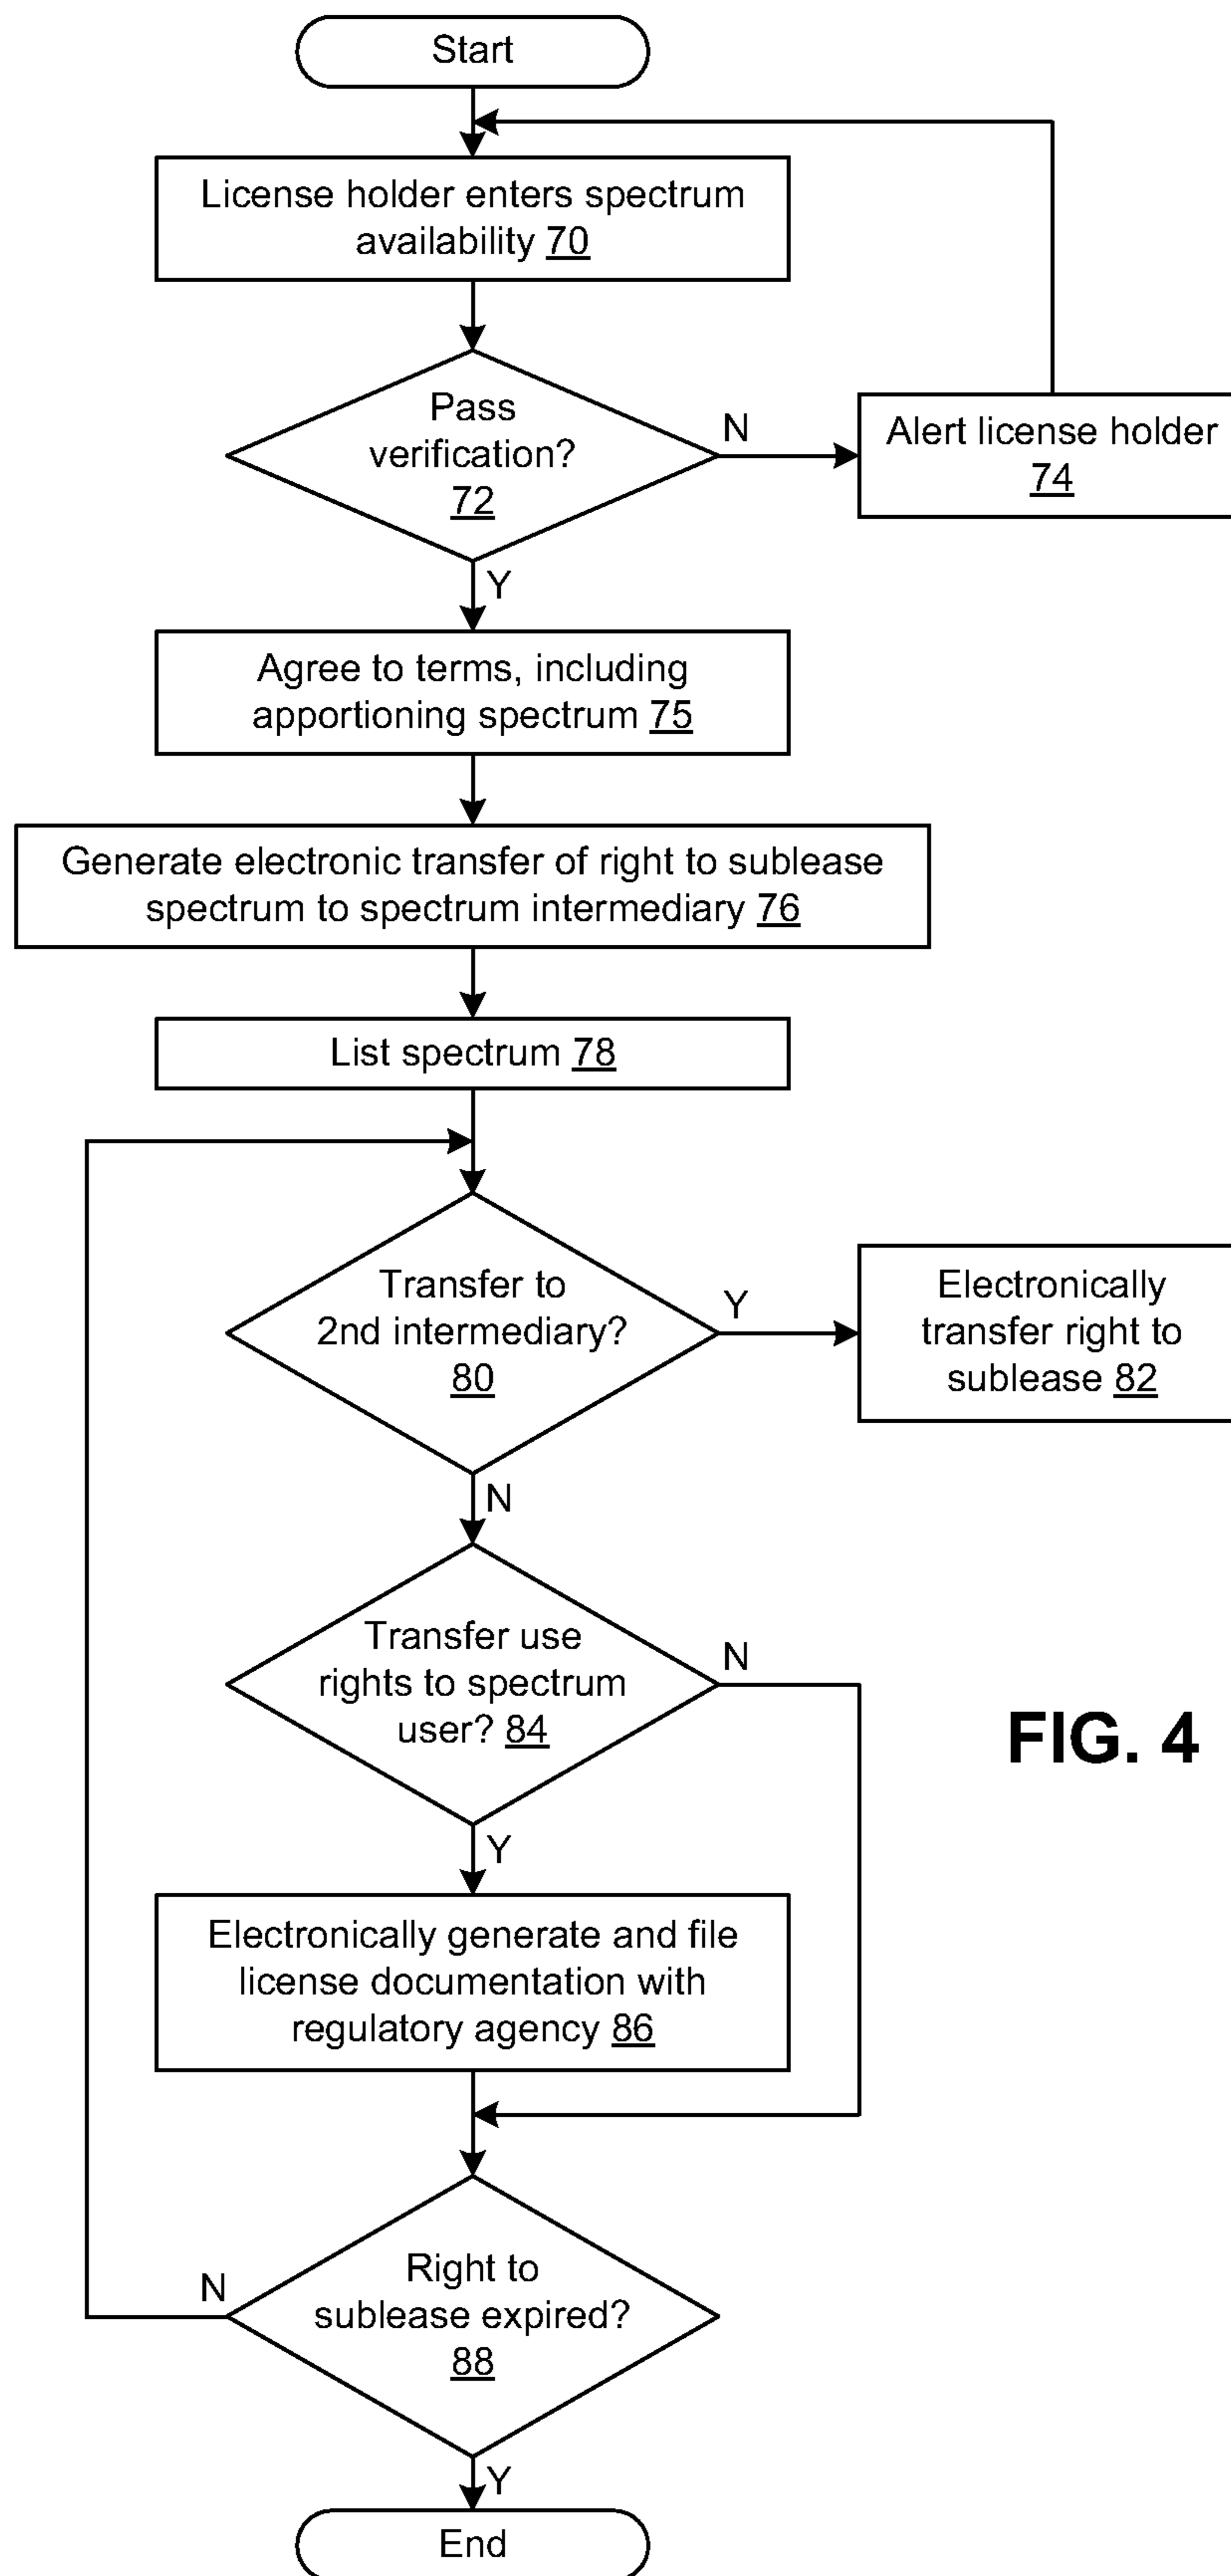 Start
License holder enters spectrum
availability 70
Pass
verification?
72
N
Alert license holder
74
Y
Agree to terms, including
apportioning spectrum 75
Generate electronic transfer of right to sublease
spectrum to spectrum intermediary 76
List spectrum 78
Transfer to
2nd intermediary?
80
Y
Electronically
transfer right to
sublease 82
N
Transfer use
rights to spectrum
user? 84
N
FIG. 4
Y
Electronically generate and file
license documentation with
regulatory agency 86
Right to
sublease expired?
88
N
Y
End